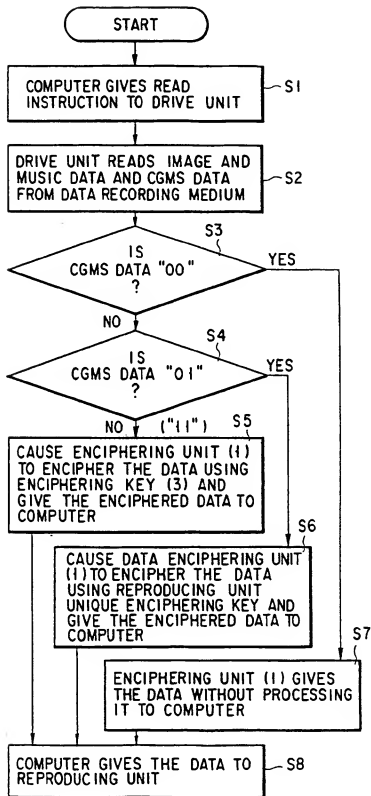 START
COMPUTER GIVES READ
INSTRUCTION TO DRIVE UNIT
S1
DRIVE UNIT READS IMAGE AND
MUSIC DATA AND CGMS DATA
FROM DATA RECORDING MEDIUM
S2
S3
IS
CGMS DATA "00"
?
YES
NO
S4
IS
CGMS DATA "01"
?
YES
NO ("11")
S5
CAUSE ENCIPHERING UNIT (1)
TO ENCIPHER THE DATA USING
ENCIPHERING KEY (3) AND
GIVE THE ENCIPHERED DATA TO
COMPUTER
S6
CAUSE DATA ENCIPHERING UNIT
(1) TO ENCIPHER THE DATA
USING REPRODUCING UNIT
UNIQUE ENCIPHERING KEY AND
GIVE THE ENCIPHERED DATA TO
COMPUTER
S7
ENCIPHERING UNIT (1) GIVES
THE DATA WITHOUT PROCESSING
IT TO COMPUTER
COMPUTER GIVES THE DATA TO
REPRODUCING UNIT
S8